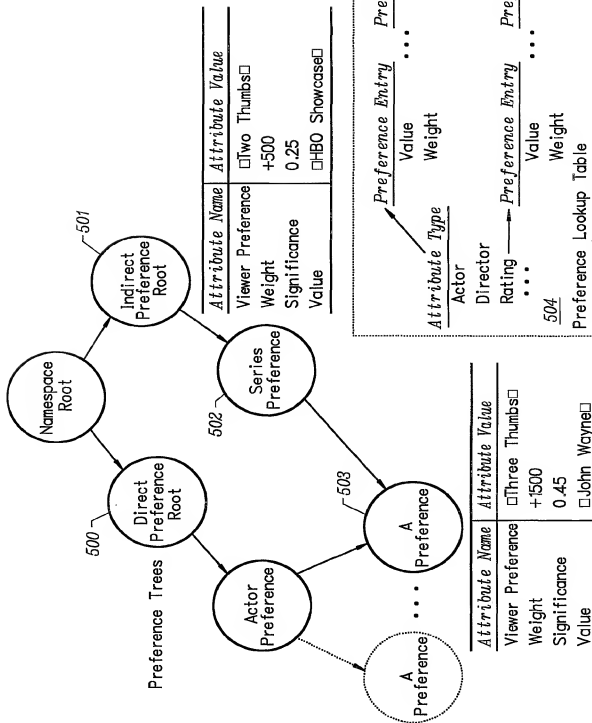 Preference Trees
Namespace
Root
500
Direct
Preference
Root
501
Indirect
Preference
Root
Actor
Preference
502
Series
Preference
A
Preference
• • •
503
A
Preference
Attribute Name Attribute Value
Viewer Preference □Two Thumbs□
Weight +500
Significance 0.25
Value □HBO Showcase□
Attribute Name Attribute Value
Viewer Preference □Three Thumbs□
Weight +1500
Significance 0.45
Value □John Wayne□
Attribute Type
Actor
Director
Rating
• • •
Preference Entry
Value
Weight
• • •
Preference Entry
Value
Weight
• • •
504
Preference Lookup Table